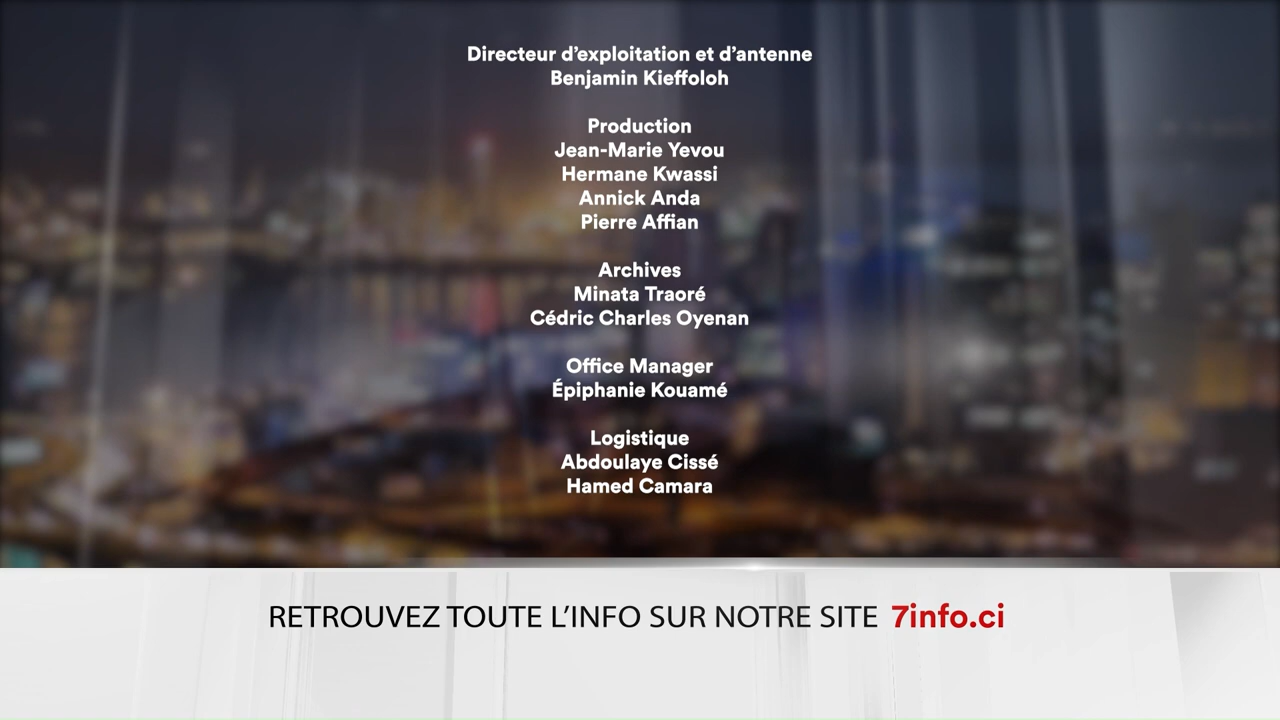 Directeur d’exploitation et d’antenne
Benjamin Kieffoloh
Production
Jean-Marie Yevou
Hermane Kwassi
Annick Anda
Pierre Affian
Archives
Minata Traoré
Cédric Charles Oyenan
Office Manager
Épiphanie Kouamé
Logistique
Abdoulaye Cissé
Hamed Camara
RETROUVEZ TOUTE L’INFO SUR NOTRE SITE 7info.ci